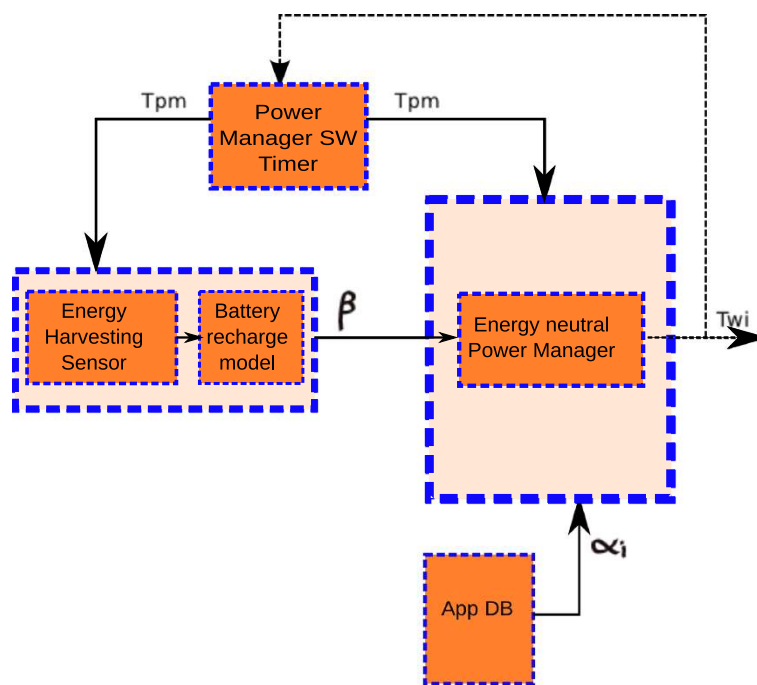 Tpm
Power
Manager SW
Timer
Tpm
Energy
Harvesting
Sensor
Battery
recharge
model
β
Energy neutral
Power Manager
Twi
αi
App DB